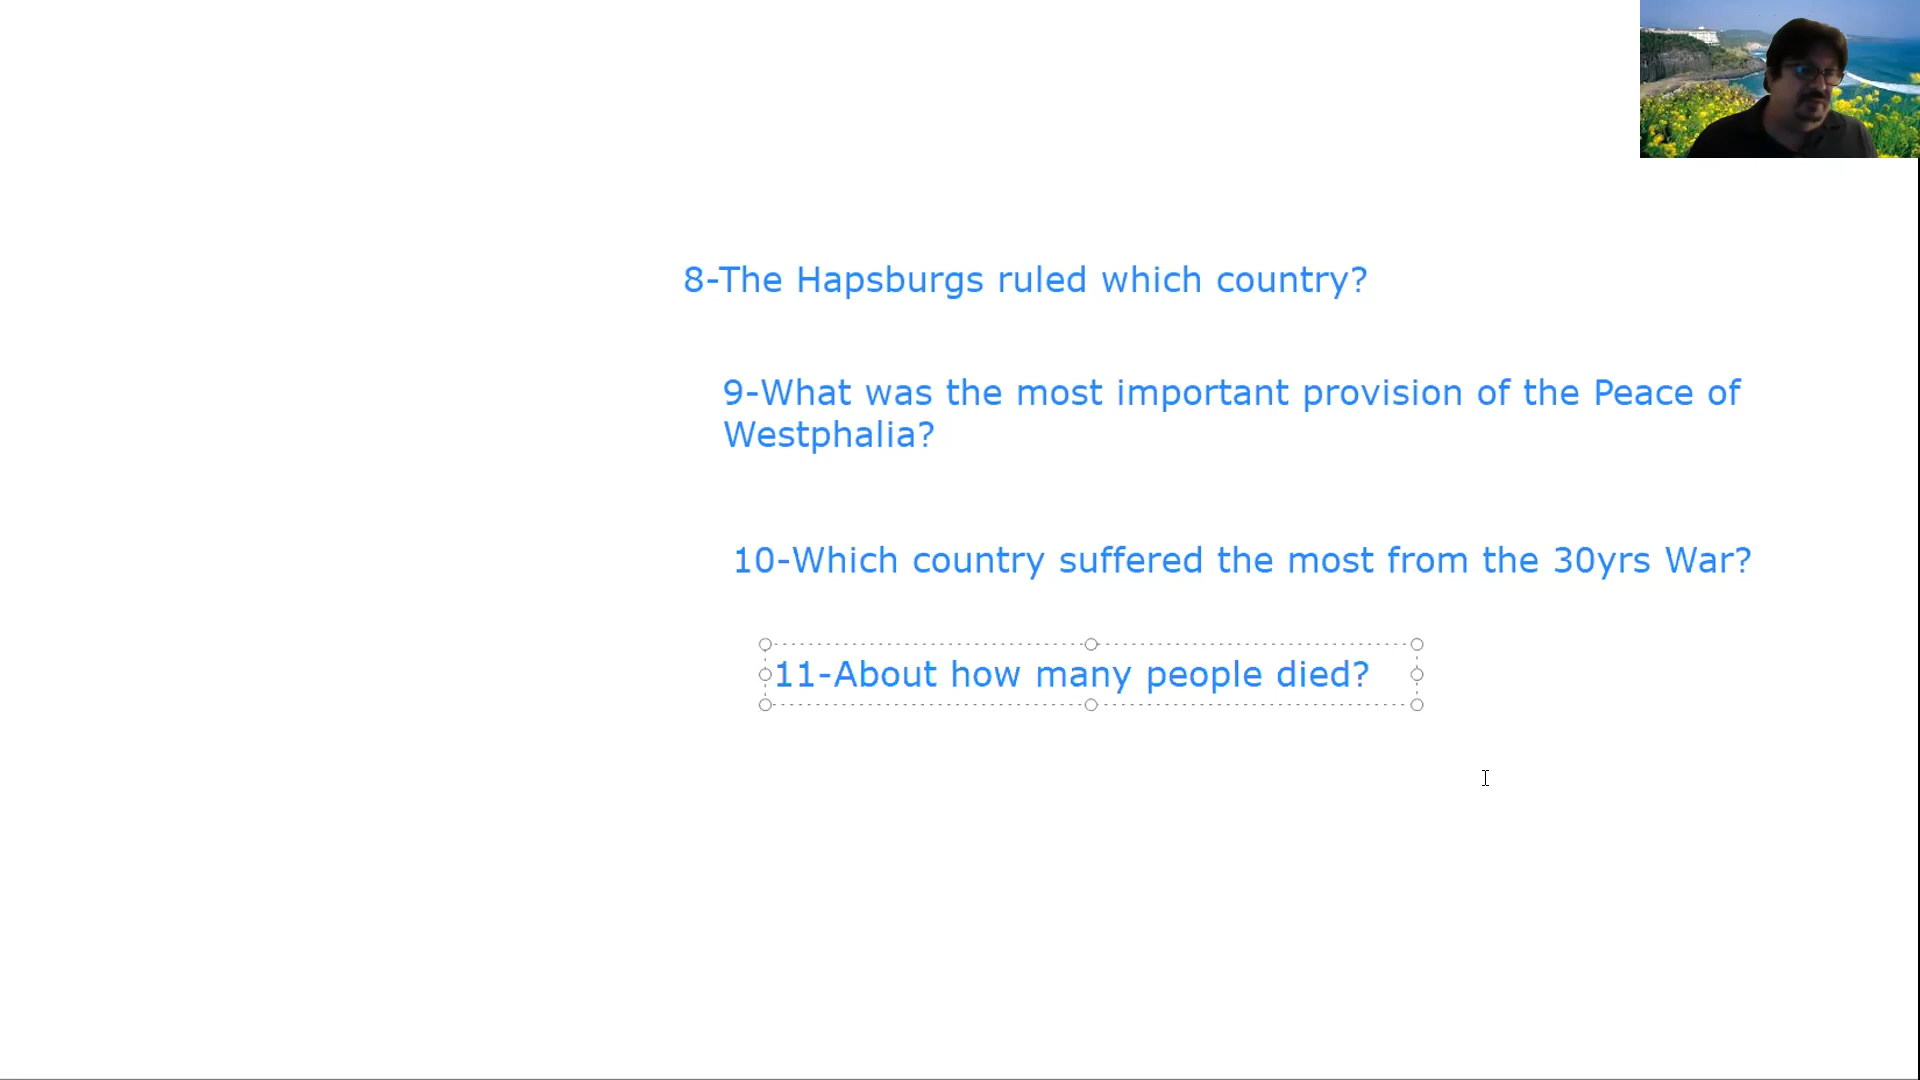 8-The Hapsburgs ruled which country?
9-What was the most important provision of the Peace of
Westphalia?
10-Which country suffered the most from the 30yrs War?
11-About how many people died?